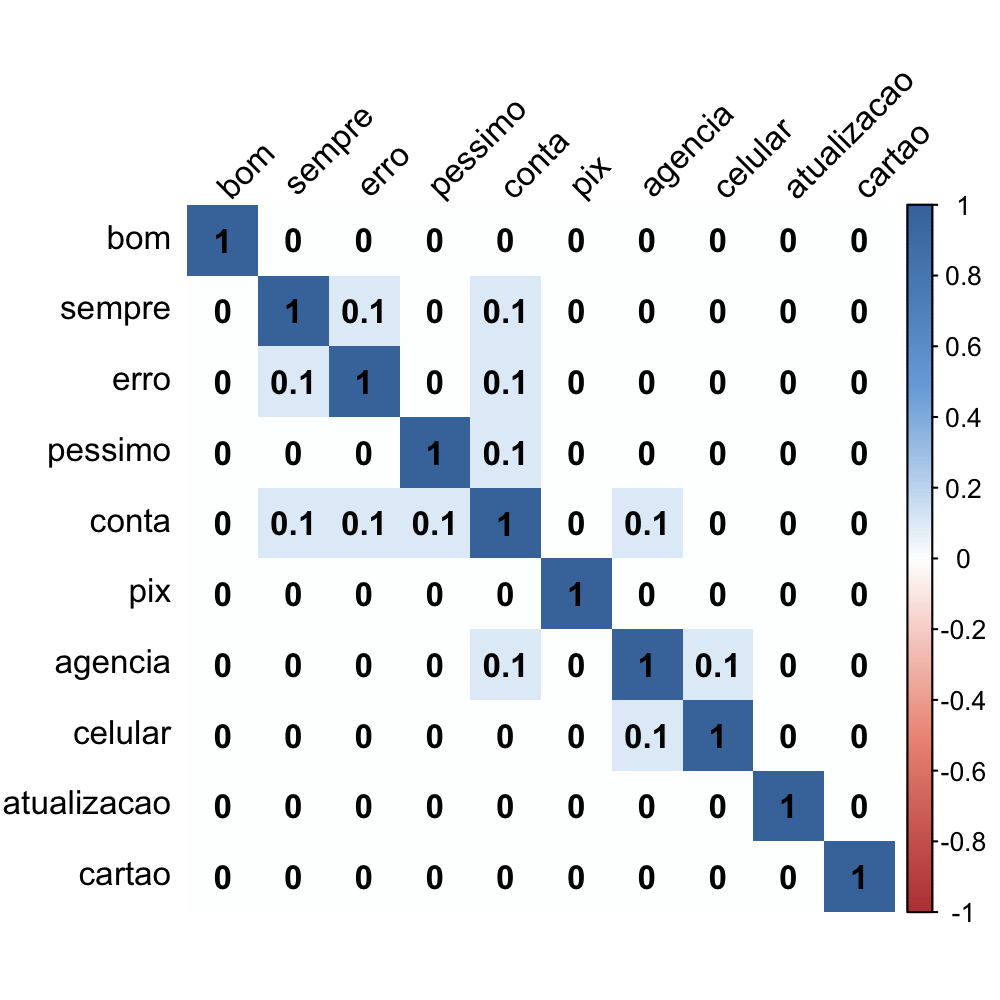 bom sempre erro pessimo conta pix agencia celular atualizacao cartao
bom 1 0 0 0 0 0 0 0 0 0
sempre 0 1 0.1 0 0.1 0 0 0 0 0
erro 0 0.1 1 0 0.1 0 0 0 0 0
pessimo 0 0 0 1 0.1 0 0 0 0 0
conta 0 0.1 0.1 0.1 1 0 0.1 0 0 0
pix 0 0 0 0 0 1 0 0 0 0
agencia 0 0 0 0 0.1 0 1 0.1 0 0
celular 0 0 0 0 0 0 0.1 1 0 0
atualizacao 0 0 0 0 0 0 0 0 1 0
cartao 0 0 0 0 0 0 0 0 0 1
1
0.8
0.6
0.4
0.2
0
-0.2
-0.4
-0.6
-0.8
-1